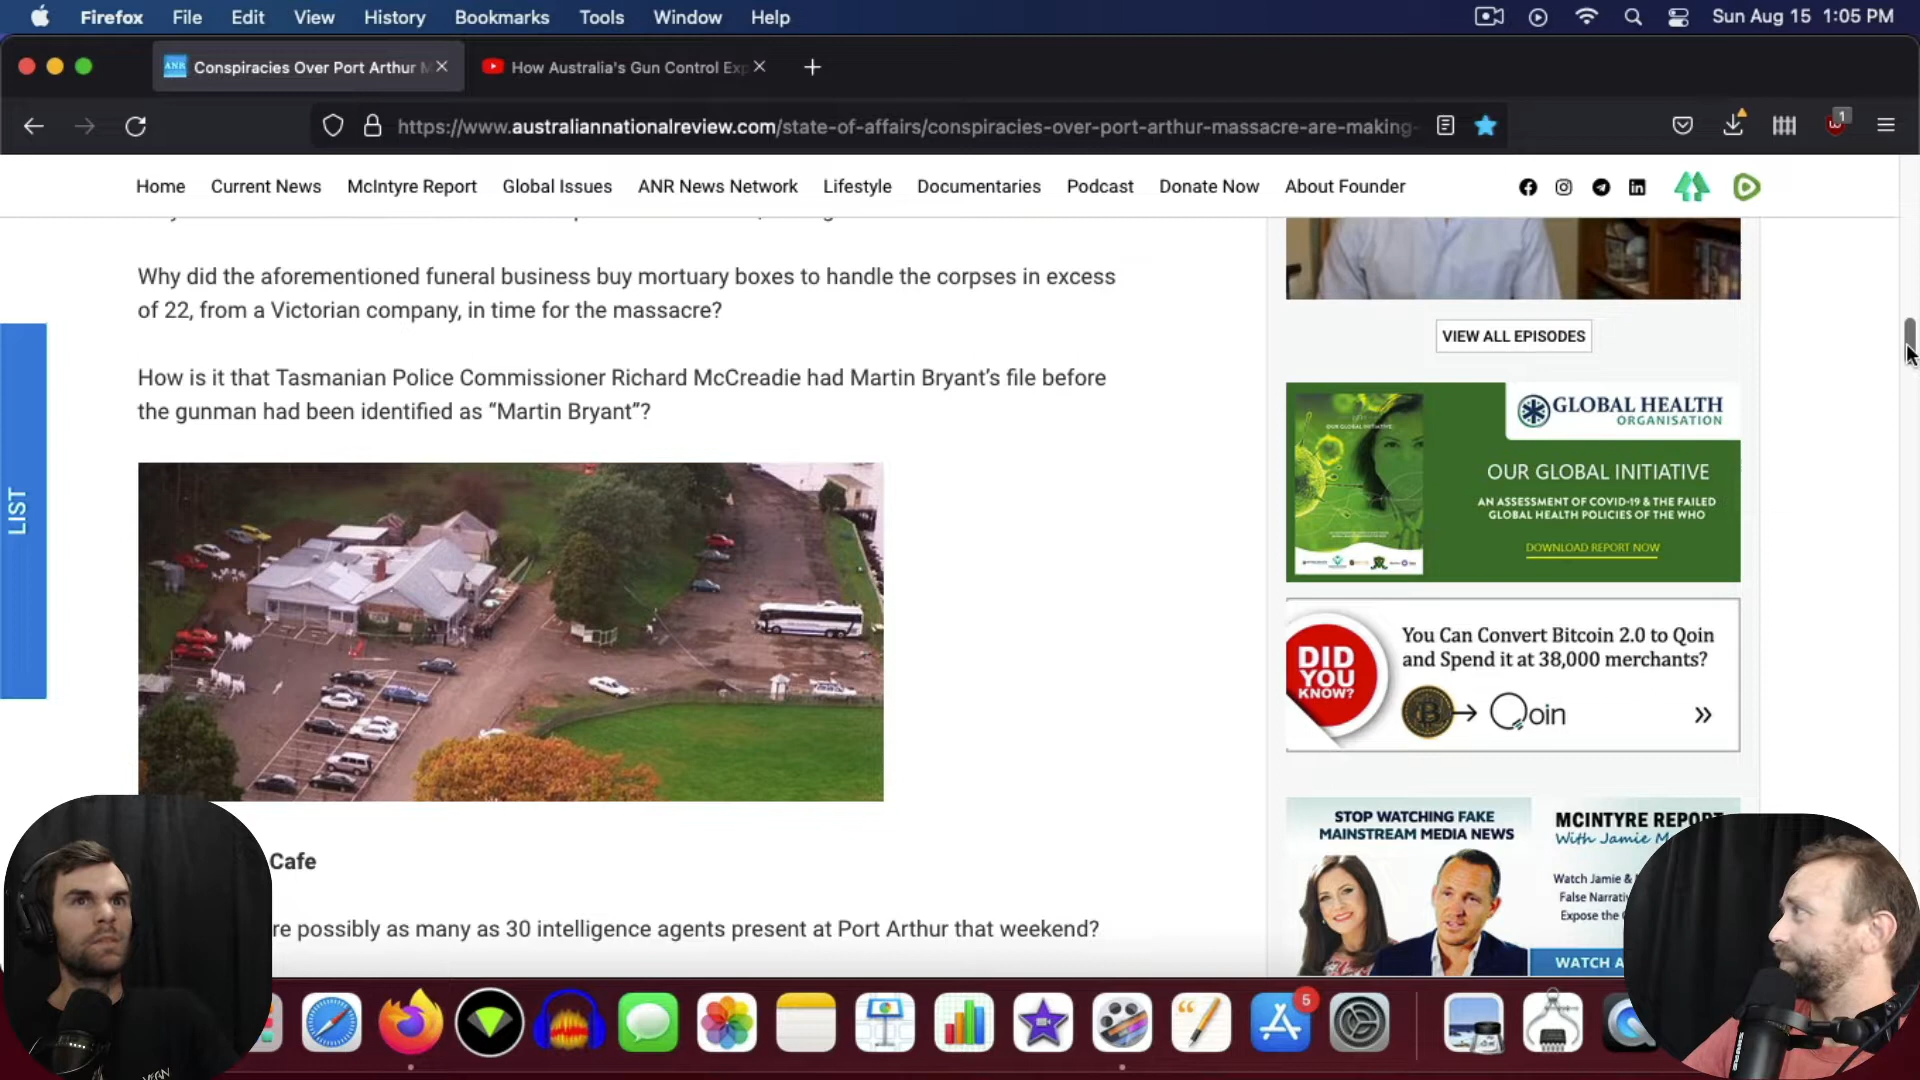 Firefox File Edit View History Bookmarks Tools Window Help
Sun Aug 15 1:05 PM
ANR Conspiracies Over Port Arthur M
How Australia's Gun Control Exp
https://www.australiannationalreview.com/state-of-affairs/conspiracies-over-port-arthur-massacre-are-making-
1
Home Current News McIntyre Report Global Issues ANR News Network Lifestyle Documentaries Podcast Donate Now About Founder
Why did the aforementioned funeral business buy mortuary boxes to handle the corpses in excess
of 22, from a Victorian company, in time for the massacre?
How is it that Tasmanian Police Commissioner Richard McCreadie had Martin Bryant's file before
the gunman had been identified as “Martin Bryant”?
Cafe
re possibly as many as 30 intelligence agents present at Port Arthur that weekend?
LIST
VIEW ALL EPISODES
GLOBAL HEALTH
ORGANISATION
OUR GLOBAL INITIATIVE
OUR GLOBAL INITIATIVE
AN ASSESSMENT OF COVID-19 & THE FAILED
GLOBAL HEALTH POLICIES OF THE WHO
DOWNLOAD REPORT NOW
DID
YOU
KNOW?
You Can Convert Bitcoin 2.0 to Qoin
and Spend it at 38,000 merchants?
Qoin
STOP WATCHING FAKE
MAINSTREAM MEDIA NEWS
MCINTYRE REPORT
With Jamie M
Watch Jamie &
False Narrati
Expose the
WATCH
5